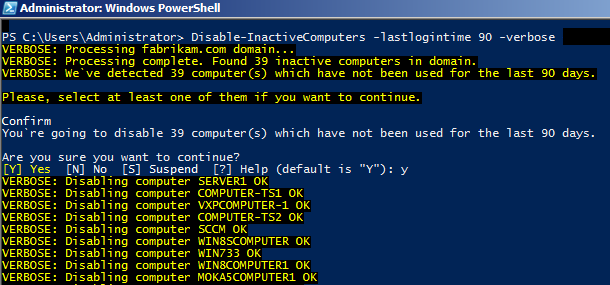 Administrator: Windows PowerShell
PS C:\Users\Administrator> Disable-InactiveComputers -lastlogintime 90 -verbose
VERBOSE: Processing fabrikam.com domain...
VERBOSE: Processing complete. Found 39 inactive computers in domain.
VERBOSE: We`ve detected 39 computer(s) which have not been used for the last 90 days.
Please, select at least one of them if you want to continue.
Confirm
You`re going to disable 39 computer(s) which have not been used for the last 90 days.
Are you sure you want to continue?
[Y] Yes  [N] No  [S] Suspend  [?] Help (default is "Y"): y
VERBOSE: Disabling computer SERVER1 OK
VERBOSE: Disabling computer COMPUTER-TS1 OK
VERBOSE: Disabling computer VXPCOMPUTER-1 OK
VERBOSE: Disabling computer COMPUTER-TS2 OK
VERBOSE: Disabling computer SCCM OK
VERBOSE: Disabling computer WIN8SCOMPUTER OK
VERBOSE: Disabling computer WIN733 OK
VERBOSE: Disabling computer WIN8COMPUTER1 OK
VERBOSE: Disabling computer MOKA5COMPUTER1 OK